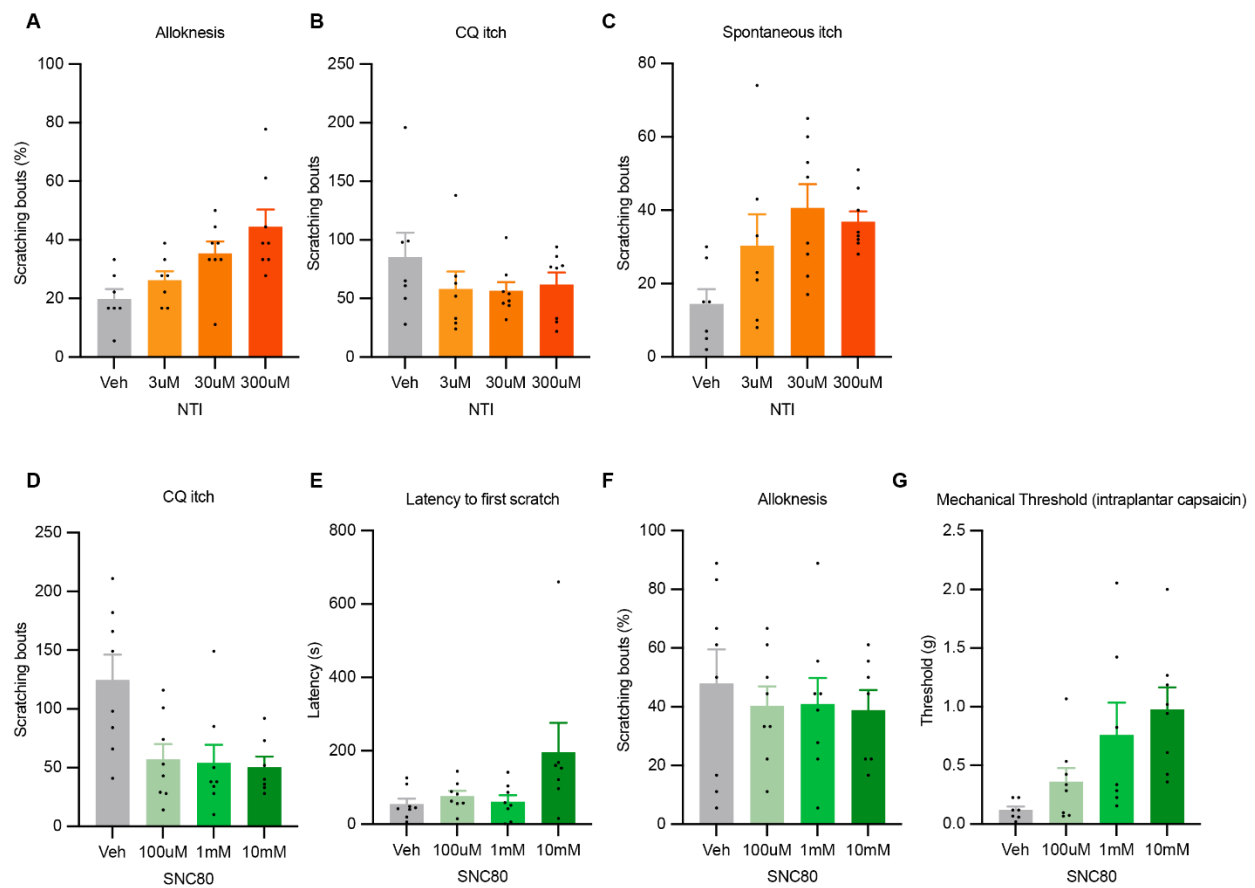 A
Alloknesis
Scratching bouts (%)
100
80
60
40
20
0
Veh 3uM 30uM 300uM
NTI
B
CQ itch
Scratching bouts
250
200
150
100
50
0
Veh 3uM 30uM 300uM
NTI
C
Spontaneous itch
Scratching bouts
80
60
40
20
0
Veh 3uM 30uM 300uM
NTI
D
CQ itch
Scratching bouts
250
200
150
100
50
0
Veh 100uM 1mM 10mM
SNC80
E
Latency to first scratch
Latency (s)
800
600
400
200
0
Veh 100uM 1mM 10mM
SNC80
F
Alloknesis
Scratching bouts (%)
100
80
60
40
20
0
Veh 100uM 1mM 10mM
SNC80
G
Mechanical Threshold (intraplantar capsaicin)
Threshold (g)
2.5
2.0
1.5
1.0
0.5
0.0
Veh 100uM 1mM 10mM
SNC80